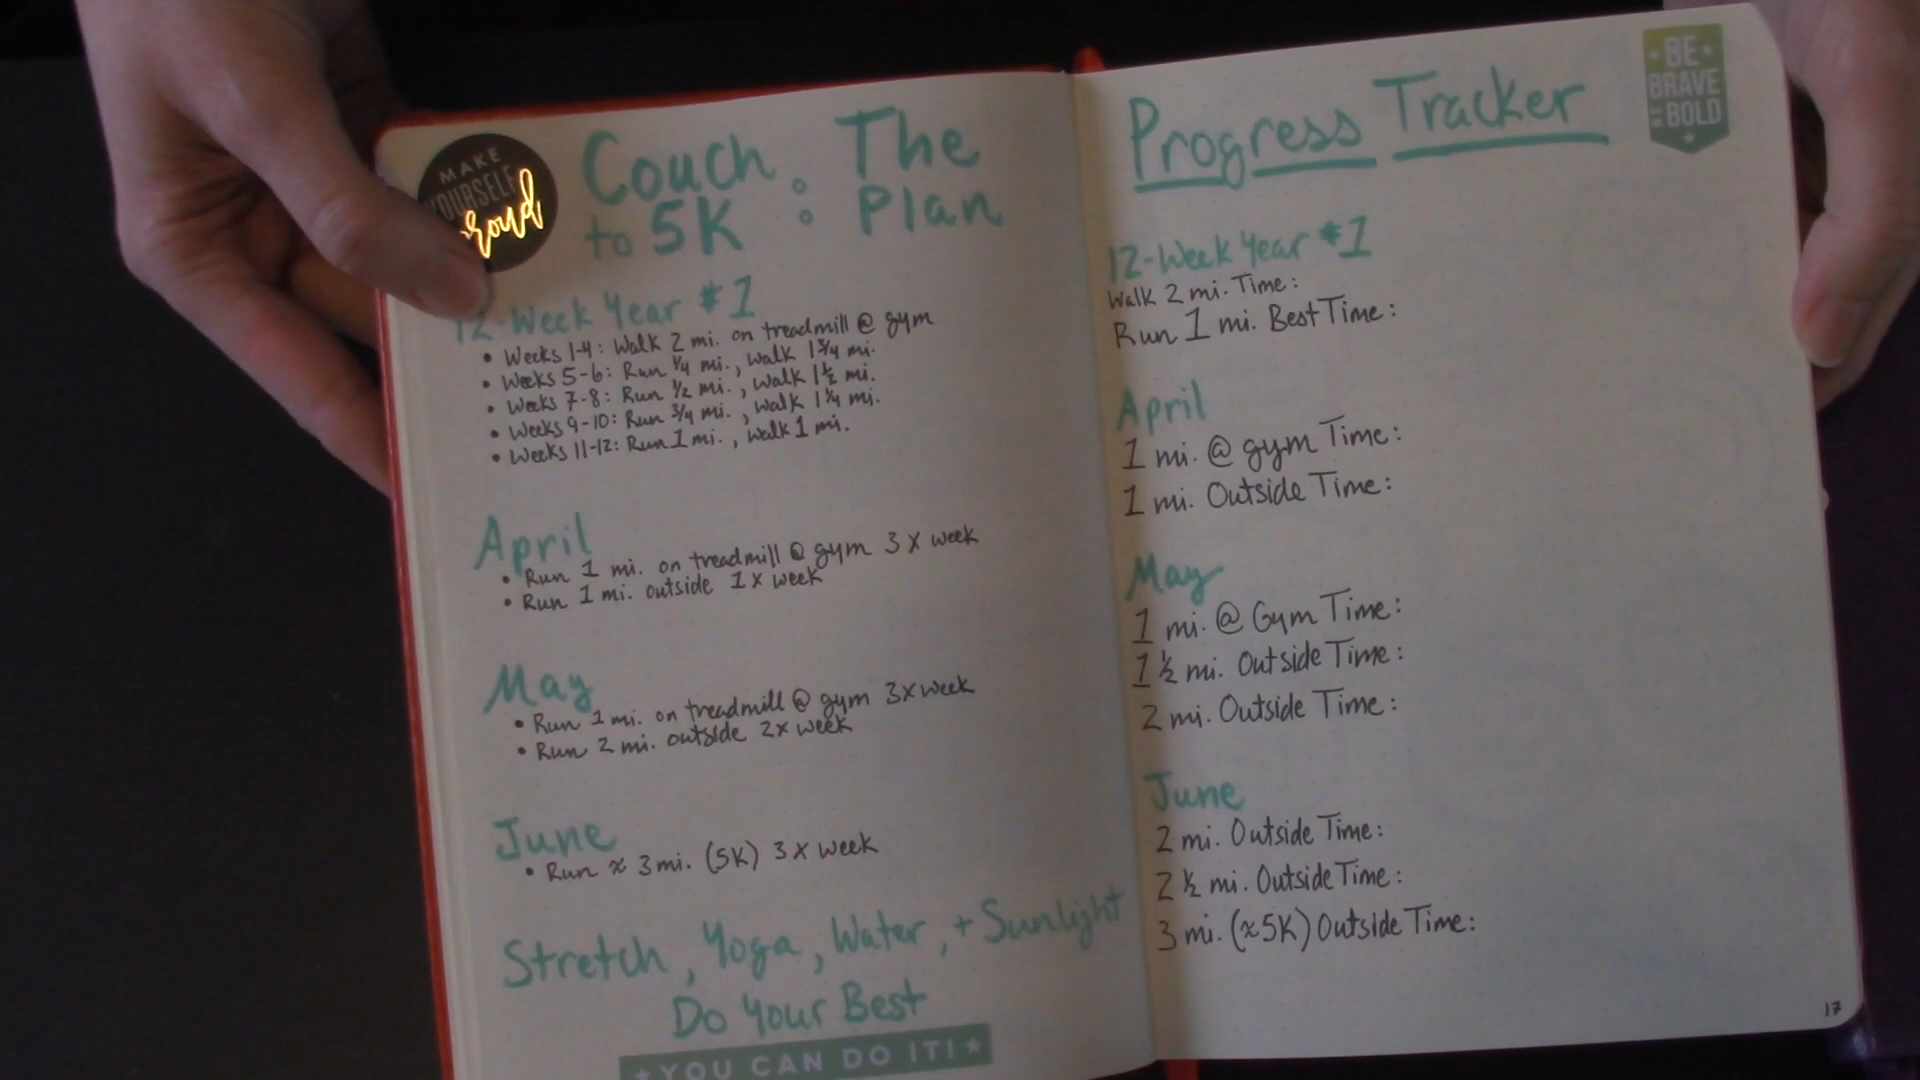 MAKE
YOURSELF
proud
Couch : The
to 5K Plan
12-Week Year #1
• Weeks 1-4: Walk 2 mi. on treadmill @ gym
• Weeks 5-6: Run ¼ mi., Walk 1¾ mi.
• Weeks 7-8: Run ½ mi., Walk 1½ mi.
• Weeks 9-10: Run ¾ mi., Walk 1¼ mi.
• Weeks 11-12: Run 1 mi., Walk 1 mi.
April
• Run 1 mi. on treadmill @ gym 3 x week
• Run 1 mi. outside 1 x week
May
• Run 1 mi. on treadmill @ gym 3x week
• Run 2 mi. outside 2x week
June
• Run ≈ 3 mi. (5K) 3 x week
Stretch, Yoga, Water, + Sunlight
Do Your Best
★ YOU CAN DO IT! ★
Progress Tracker
BE
BRAVE
BE BOLD
12-Week Year #1
Walk 2 mi. Time:
Run 1 mi. Best Time:
April
1 mi. @ gym Time:
1 mi. Outside Time:
May
1 mi. @ Gym Time:
1 ½ mi. Outside Time:
2 mi. Outside Time:
June
2 mi. Outside Time:
2 ½ mi. Outside Time:
3 mi. (≈5K) Outside Time:
17